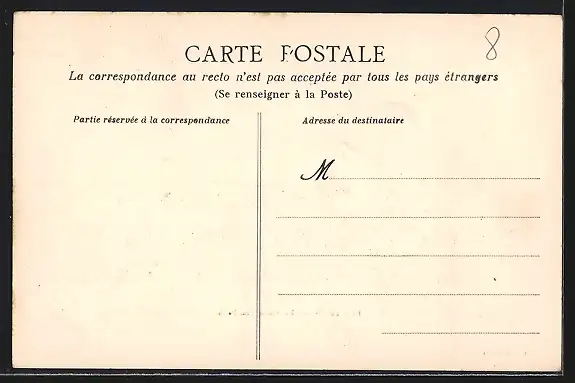 8
CARTE POSTALE
La correspondance au recto n'est pas acceptée par tous les pays étrangers
(Se renseigner à la Poste)
Partie réservée à la correspondance
Adresse du destinataire
M